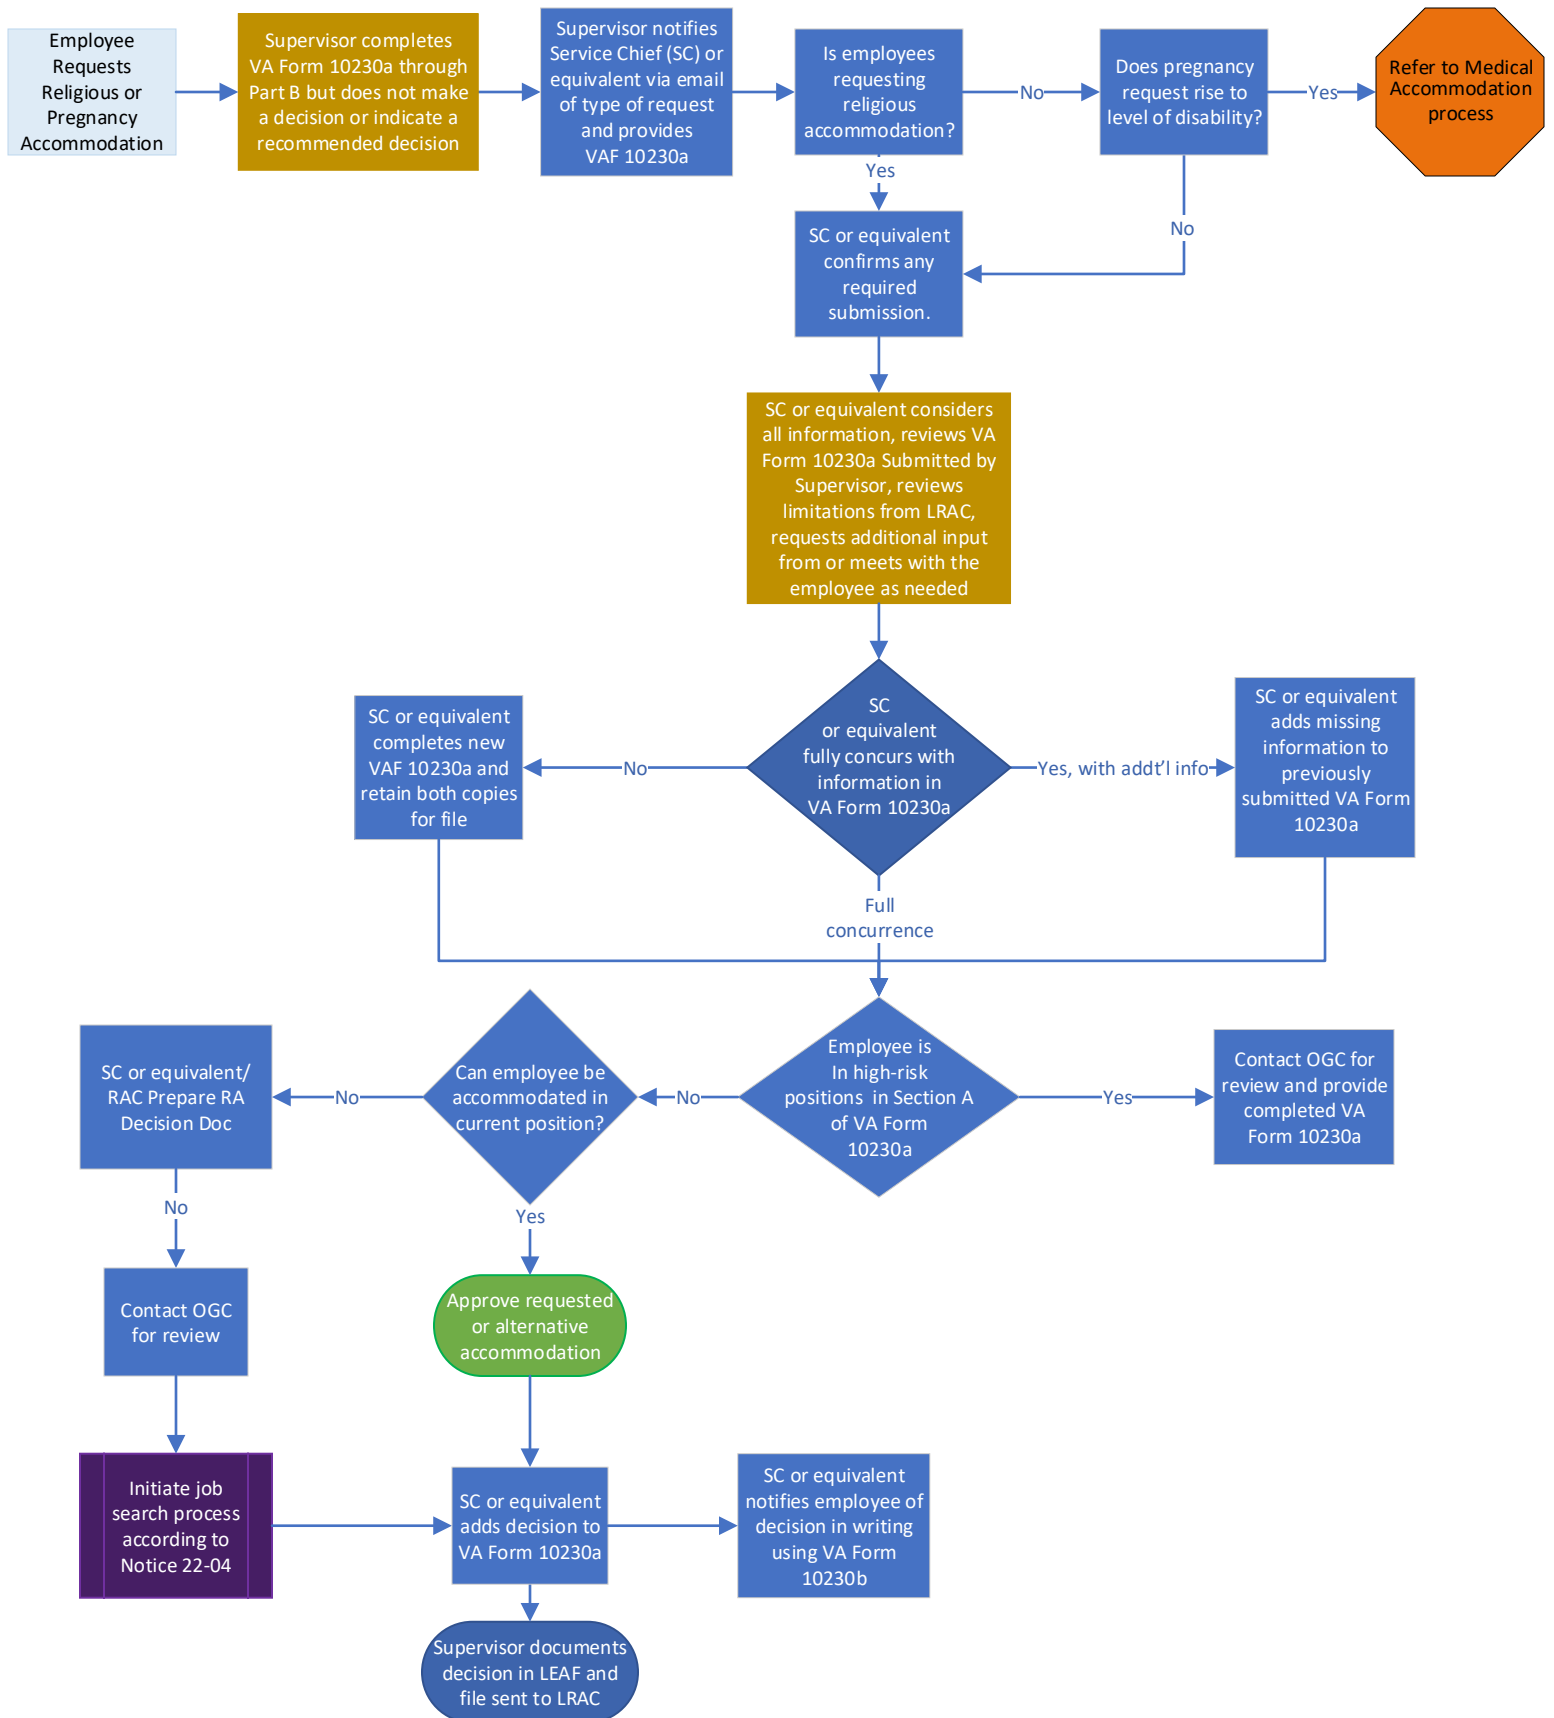 Employee
Requests
Religious or
Pregnancy
Accommodation
Supervisor completes
VA Form 10230a through
Part B but does not make
a decision or indicate a
recommended decision
Supervisor notifies
Service Chief (SC) or
equivalent via email
of type of request
and provides
VAF 10230a
Is employees
requesting
religious
accommodation?
No
Does pregnancy
request rise to
level of disability?
Yes
Refer to Medical
Accommodation
process
Yes
No
SC or equivalent
confirms any
required
submission.
SC or equivalent considers
all information, reviews VA
Form 10230a Submitted by
Supervisor, reviews
limitations from LRAC,
requests additional input
from or meets with the
employee as needed
SC or equivalent
completes new
VAF 10230a and
retain both copies
for file
No
SC
or equivalent
fully concurs with
information in
VA Form 10230a
Yes, with addt’l info
SC or equivalent
adds missing
information to
previously
submitted VA Form
10230a
Full
concurrence
SC or equivalent/
RAC Prepare RA
Decision Doc
No
Can employee be
accommodated in
current position?
No
Employee is
In high-risk
positions in Section A
of VA Form
10230a
Yes
Contact OGC for
review and provide
completed VA
Form 10230a
No
Yes
Contact OGC
for review
Approve requested
or alternative
accommodation
Initiate job
search process
according to
Notice 22-04
SC or equivalent
adds decision to
VA Form 10230a
SC or equivalent
notifies employee of
decision in writing
using VA Form
10230b
Supervisor documents
decision in LEAF and
file sent to LRAC